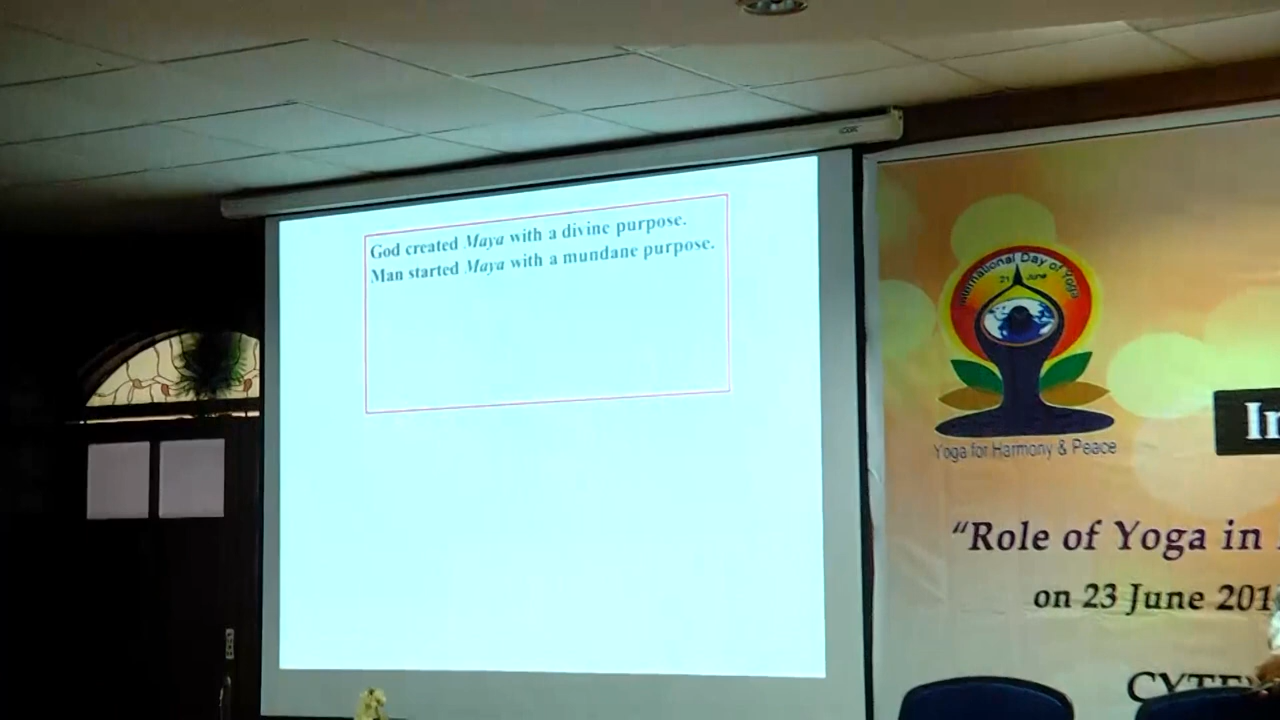 God created Maya with a divine purpose.
Man started Maya with a mundane purpose.
International Day of Yoga
21 June
Yoga for Harmony & Peace
“Role of Yoga in
on 23 June 201